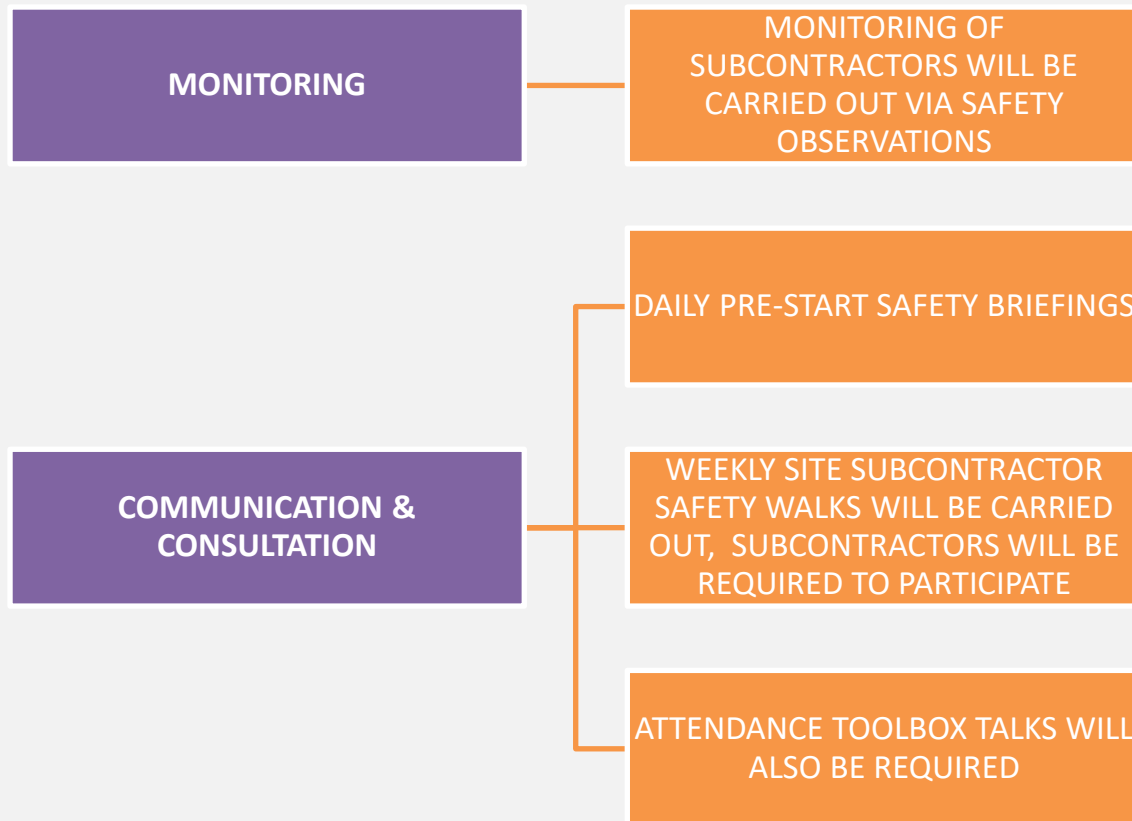 MONITORING
MONITORING OF
SUBCONTRACTORS WILL BE
CARRIED OUT VIA SAFETY
OBSERVATIONS
COMMUNICATION &
CONSULTATION
DAILY PRE-START SAFETY BRIEFINGS
WEEKLY SITE SUBCONTRACTOR
SAFETY WALKS WILL BE CARRIED
OUT, SUBCONTRACTORS WILL BE
REQUIRED TO PARTICIPATE
ATTENDANCE TOOLBOX TALKS WILL
ALSO BE REQUIRED